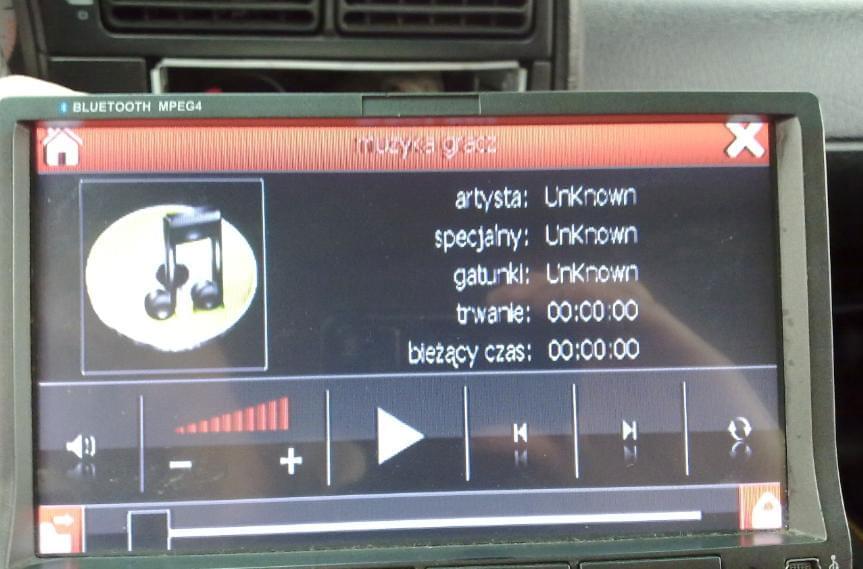 BLUETOOTH MPEG4
muzyka gracz
artysta: UnKnown
specjalny: UnKnown
gatunki: UnKnown
trwanie: 00:00:00
bieżący czas: 00:00:00